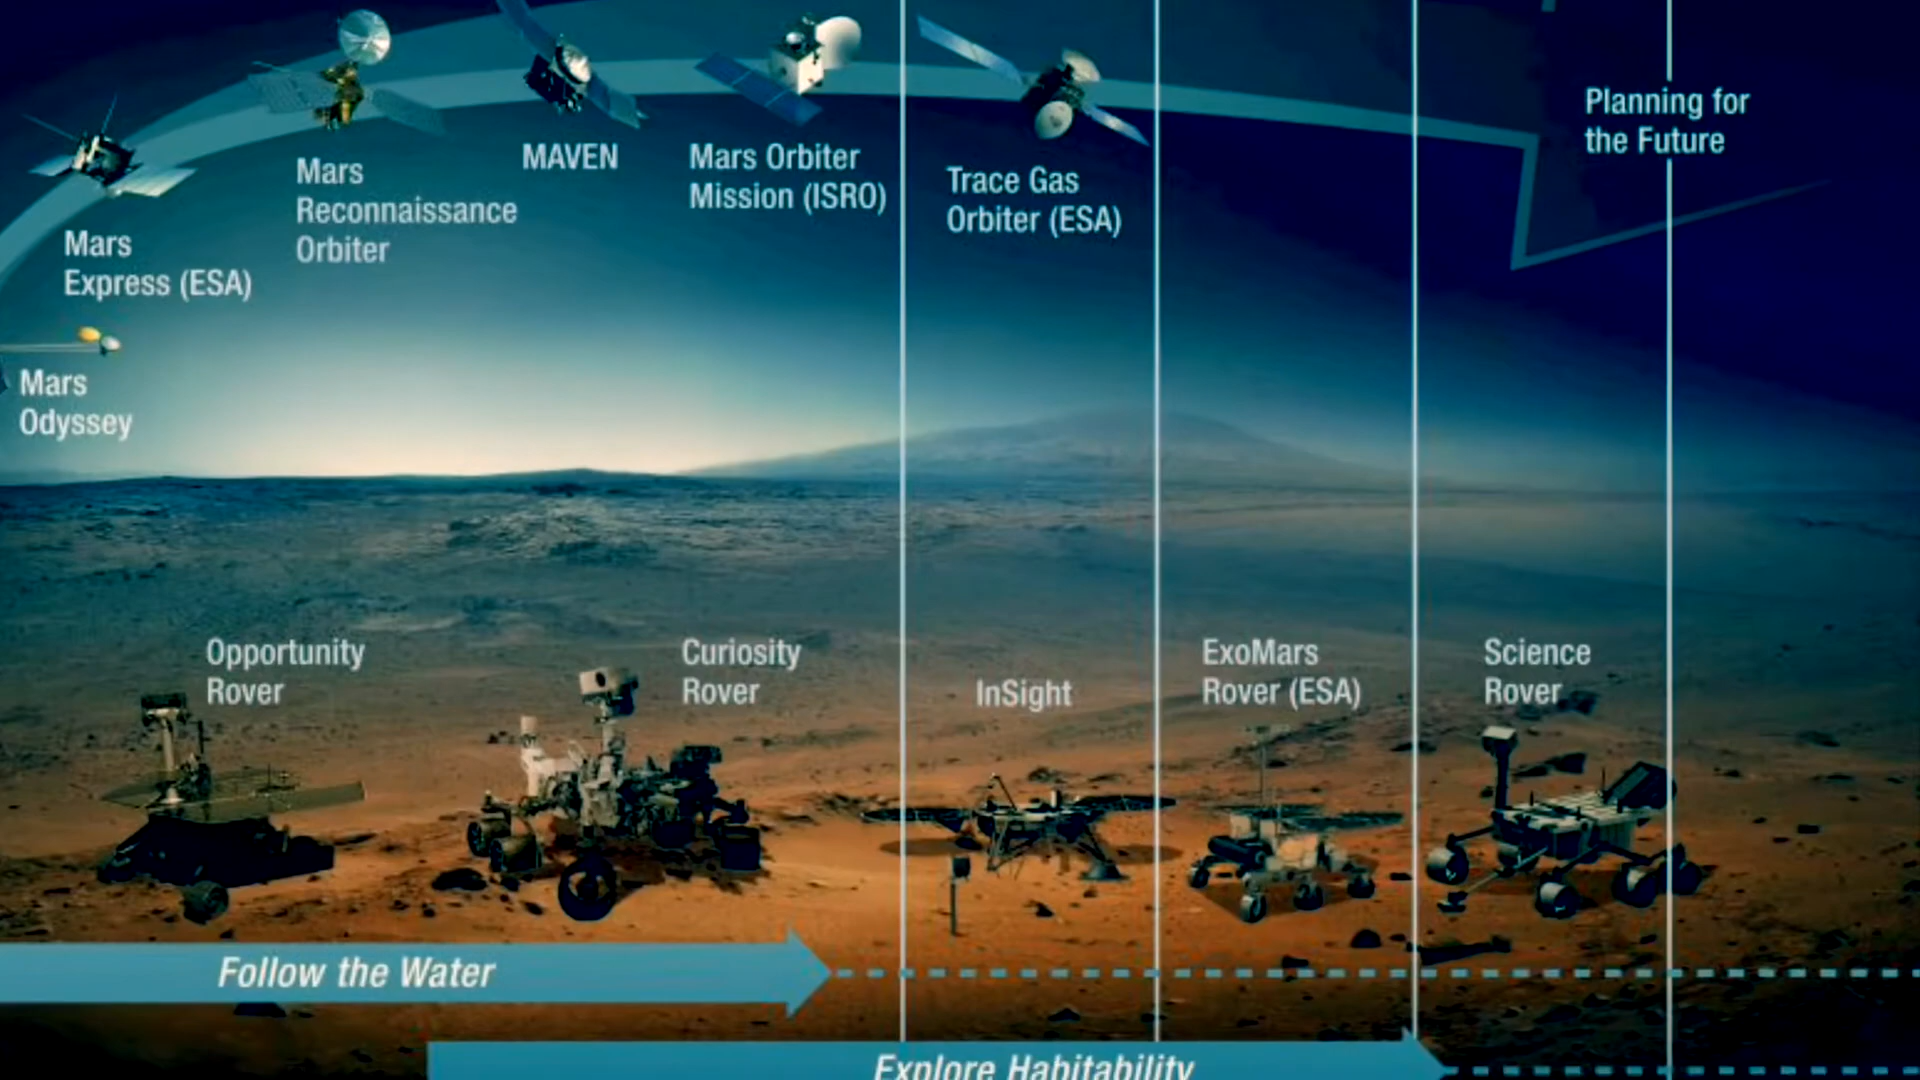 Planning for
the Future
Mars
Express (ESA)
Mars
Reconnaissance
Orbiter
MAVEN
Mars Orbiter
Mission (ISRO)
Trace Gas
Orbiter (ESA)
Mars
Odyssey
Opportunity
Rover
Curiosity
Rover
InSight
ExoMars
Rover (ESA)
Science
Rover
Follow the Water
Explore Habitability